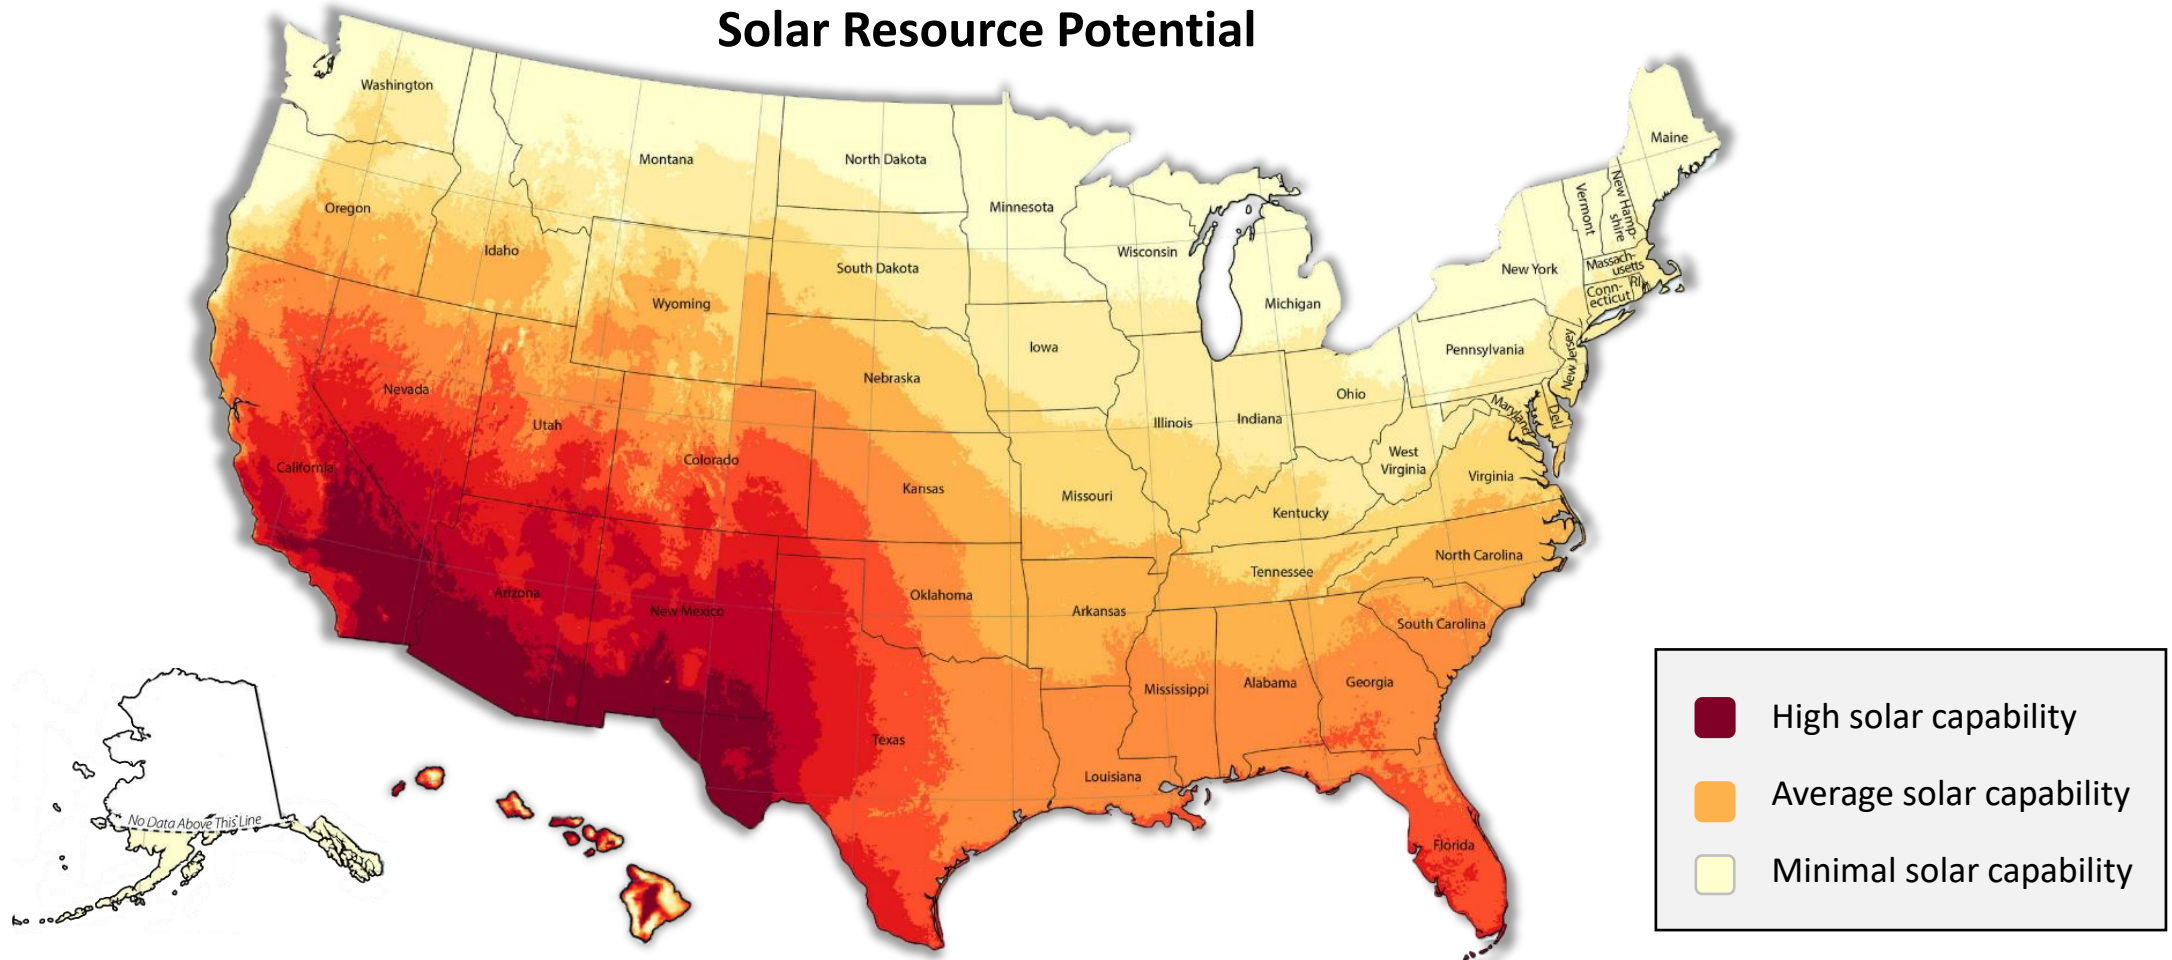 Solar Resource Potential
Washington
Montana
North Dakota
Minnesota
Maine
Vermont
New Hamp-
shire
Oregon
Idaho
Wyoming
South Dakota
Wisconsin
Michigan
New York
Massach-
usetts
Conn-
ecticut
RI
Iowa
Pennsylvania
New Jersey
Nevada
Nebraska
Ohio
Maryland
Del
Utah
Colorado
Illinois
Indiana
West
Virginia
Virginia
California
Kansas
Missouri
Kentucky
North Carolina
Arizona
New Mexico
Oklahoma
Arkansas
Tennessee
South Carolina
Mississippi
Alabama
Georgia
Texas
Louisiana
Florida
No Data Above This Line
High solar capability
Average solar capability
Minimal solar capability